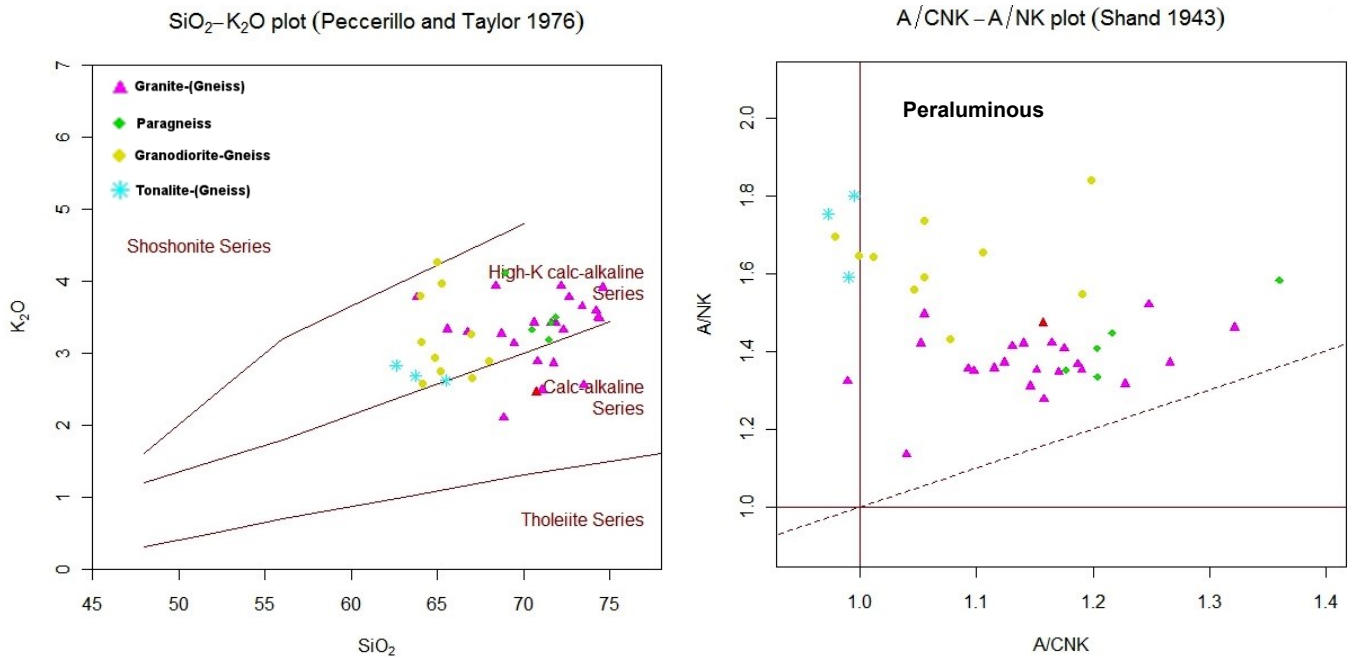 SiO₂–K₂O plot (Peccerillo and Taylor 1976)
7
6
5
4
3
2
1
0
K₂O
Granite-(Gneiss)
Paragneiss
Granodiorite-Gneiss
Tonalite-(Gneiss)
Shoshonite Series
High-K calc-alkaline
Series
Calc-alkaline
Series
Tholeiite Series
45 50 55 60 65 70 75
SiO₂
A/CNK–A/NK plot (Shand 1943)
2.0
1.8
1.6
1.4
1.2
1.0
A/NK
Peraluminous
1.0 1.1 1.2 1.3 1.4
A/CNK